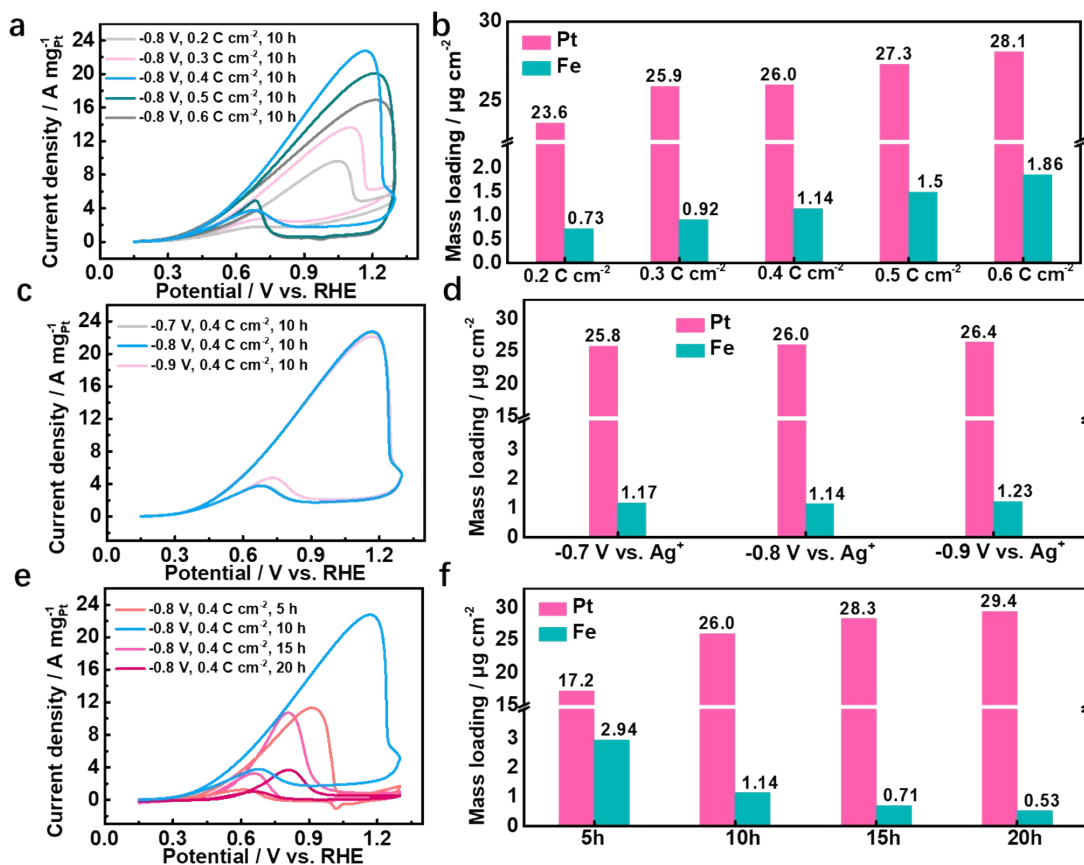 a
Current density / A mg⁻¹Pt
24
20
16
12
8
4
0
-0.8 V, 0.2 C cm⁻², 10 h
-0.8 V, 0.3 C cm⁻², 10 h
-0.8 V, 0.4 C cm⁻², 10 h
-0.8 V, 0.5 C cm⁻², 10 h
-0.8 V, 0.6 C cm⁻², 10 h
0.0 0.3 0.6 0.9 1.2
Potential / V vs. RHE
b
Mass loading / µg cm⁻²
30
25
2.0
1.5
1.0
0.5
0.0
Pt
Fe
23.6 25.9 26.0 27.3 28.1
0.73 0.92 1.14 1.5 1.86
0.2 C cm⁻² 0.3 C cm⁻² 0.4 C cm⁻² 0.5 C cm⁻² 0.6 C cm⁻²
c
Current density / A mg⁻¹Pt
24
20
16
12
8
4
0
-0.7 V, 0.4 C cm⁻², 10 h
-0.8 V, 0.4 C cm⁻², 10 h
-0.9 V, 0.4 C cm⁻², 10 h
0.0 0.3 0.6 0.9 1.2
Potential / V vs. RHE
d
Mass loading / µg cm⁻²
30
25
20
15
4
3
2
1
0
Pt
Fe
25.8 26.0 26.4
1.17 1.14 1.23
-0.7 V vs. Ag⁺ -0.8 V vs. Ag⁺ -0.9 V vs. Ag⁺
e
Current density / A mg⁻¹Pt
24
20
16
12
8
4
0
-0.8 V, 0.4 C cm⁻², 5 h
-0.8 V, 0.4 C cm⁻², 10 h
-0.8 V, 0.4 C cm⁻², 15 h
-0.8 V, 0.4 C cm⁻², 20 h
0.0 0.3 0.6 0.9 1.2
Potential / V vs. RHE
f
Mass loading / µg cm⁻²
30
25
20
15
3
2
1
0
Pt
Fe
17.2 26.0 28.3 29.4
2.94 1.14 0.71 0.53
5h 10h 15h 20h